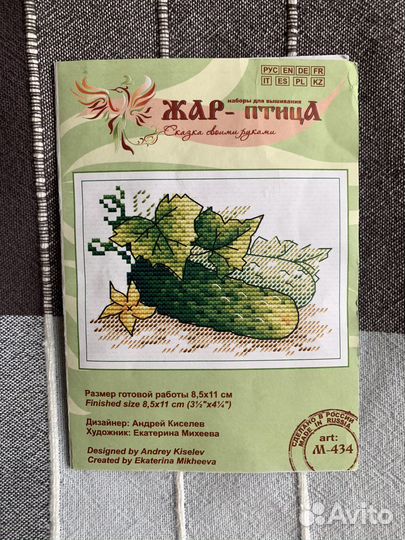 РУС EN DE FR
IT ES PL KZ
наборы для вышивания
ЖАР-ПТИЦА
Сказка своими руками
Размер готовой работы 8,5х11 см
Finished size 8,5x11 cm (3½"x4¼")
Дизайнер: Андрей Киселев
Художник: Екатерина Михеева
Designed by Andrey Kiselev
Created by Ekaterina Mikheeva
СДЕЛАНО В РОССИИ
MADE IN RUSSIA
art:
М-434
Avito